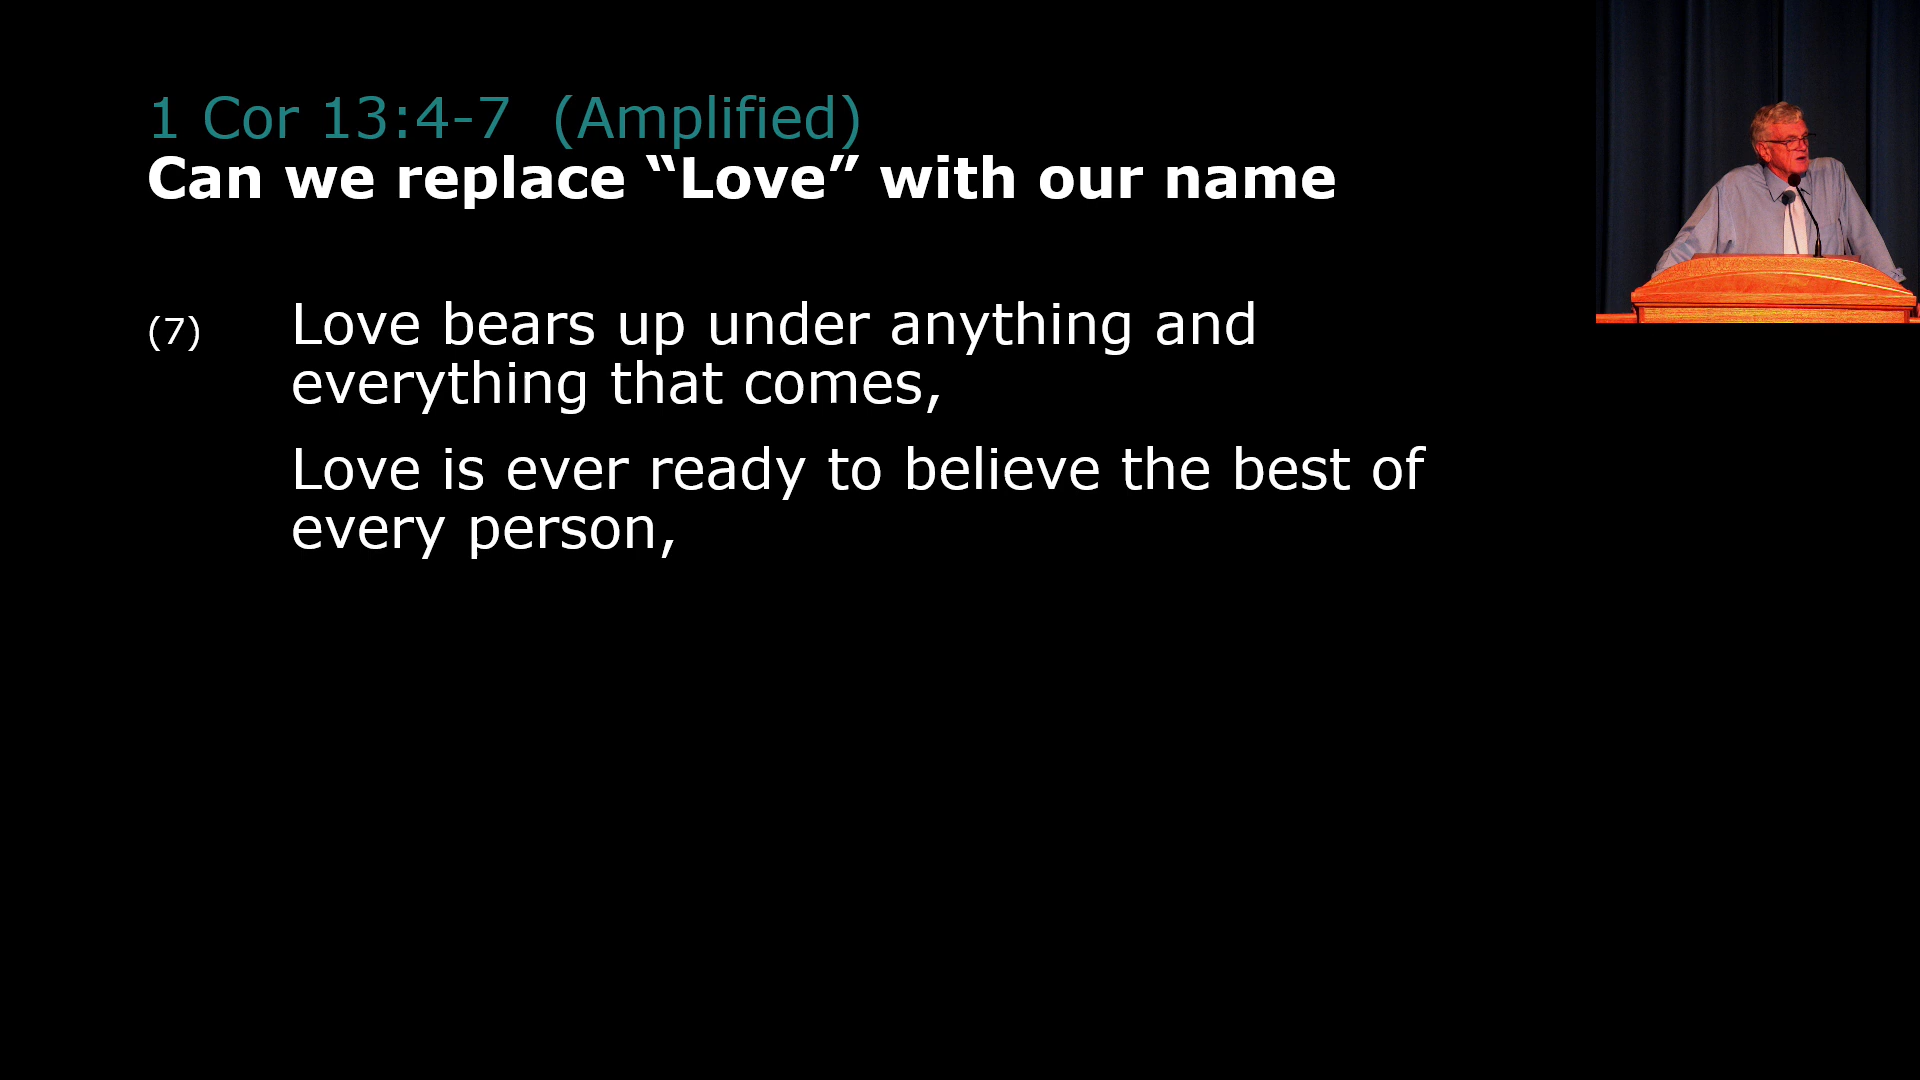 1 Cor 13:4-7 (Amplified)
Can we replace “Love” with our name
(7) Love bears up under anything and
everything that comes,
Love is ever ready to believe the best of
every person,